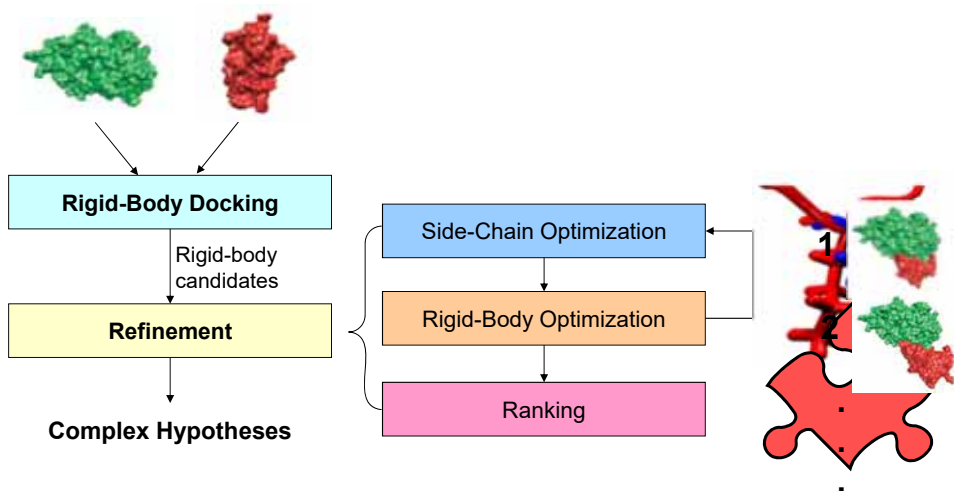 Rigid-Body Docking
Rigid-body
candidates
Refinement
Complex Hypotheses
Side-Chain Optimization
Rigid-Body Optimization
Ranking
1
2
.
.
.